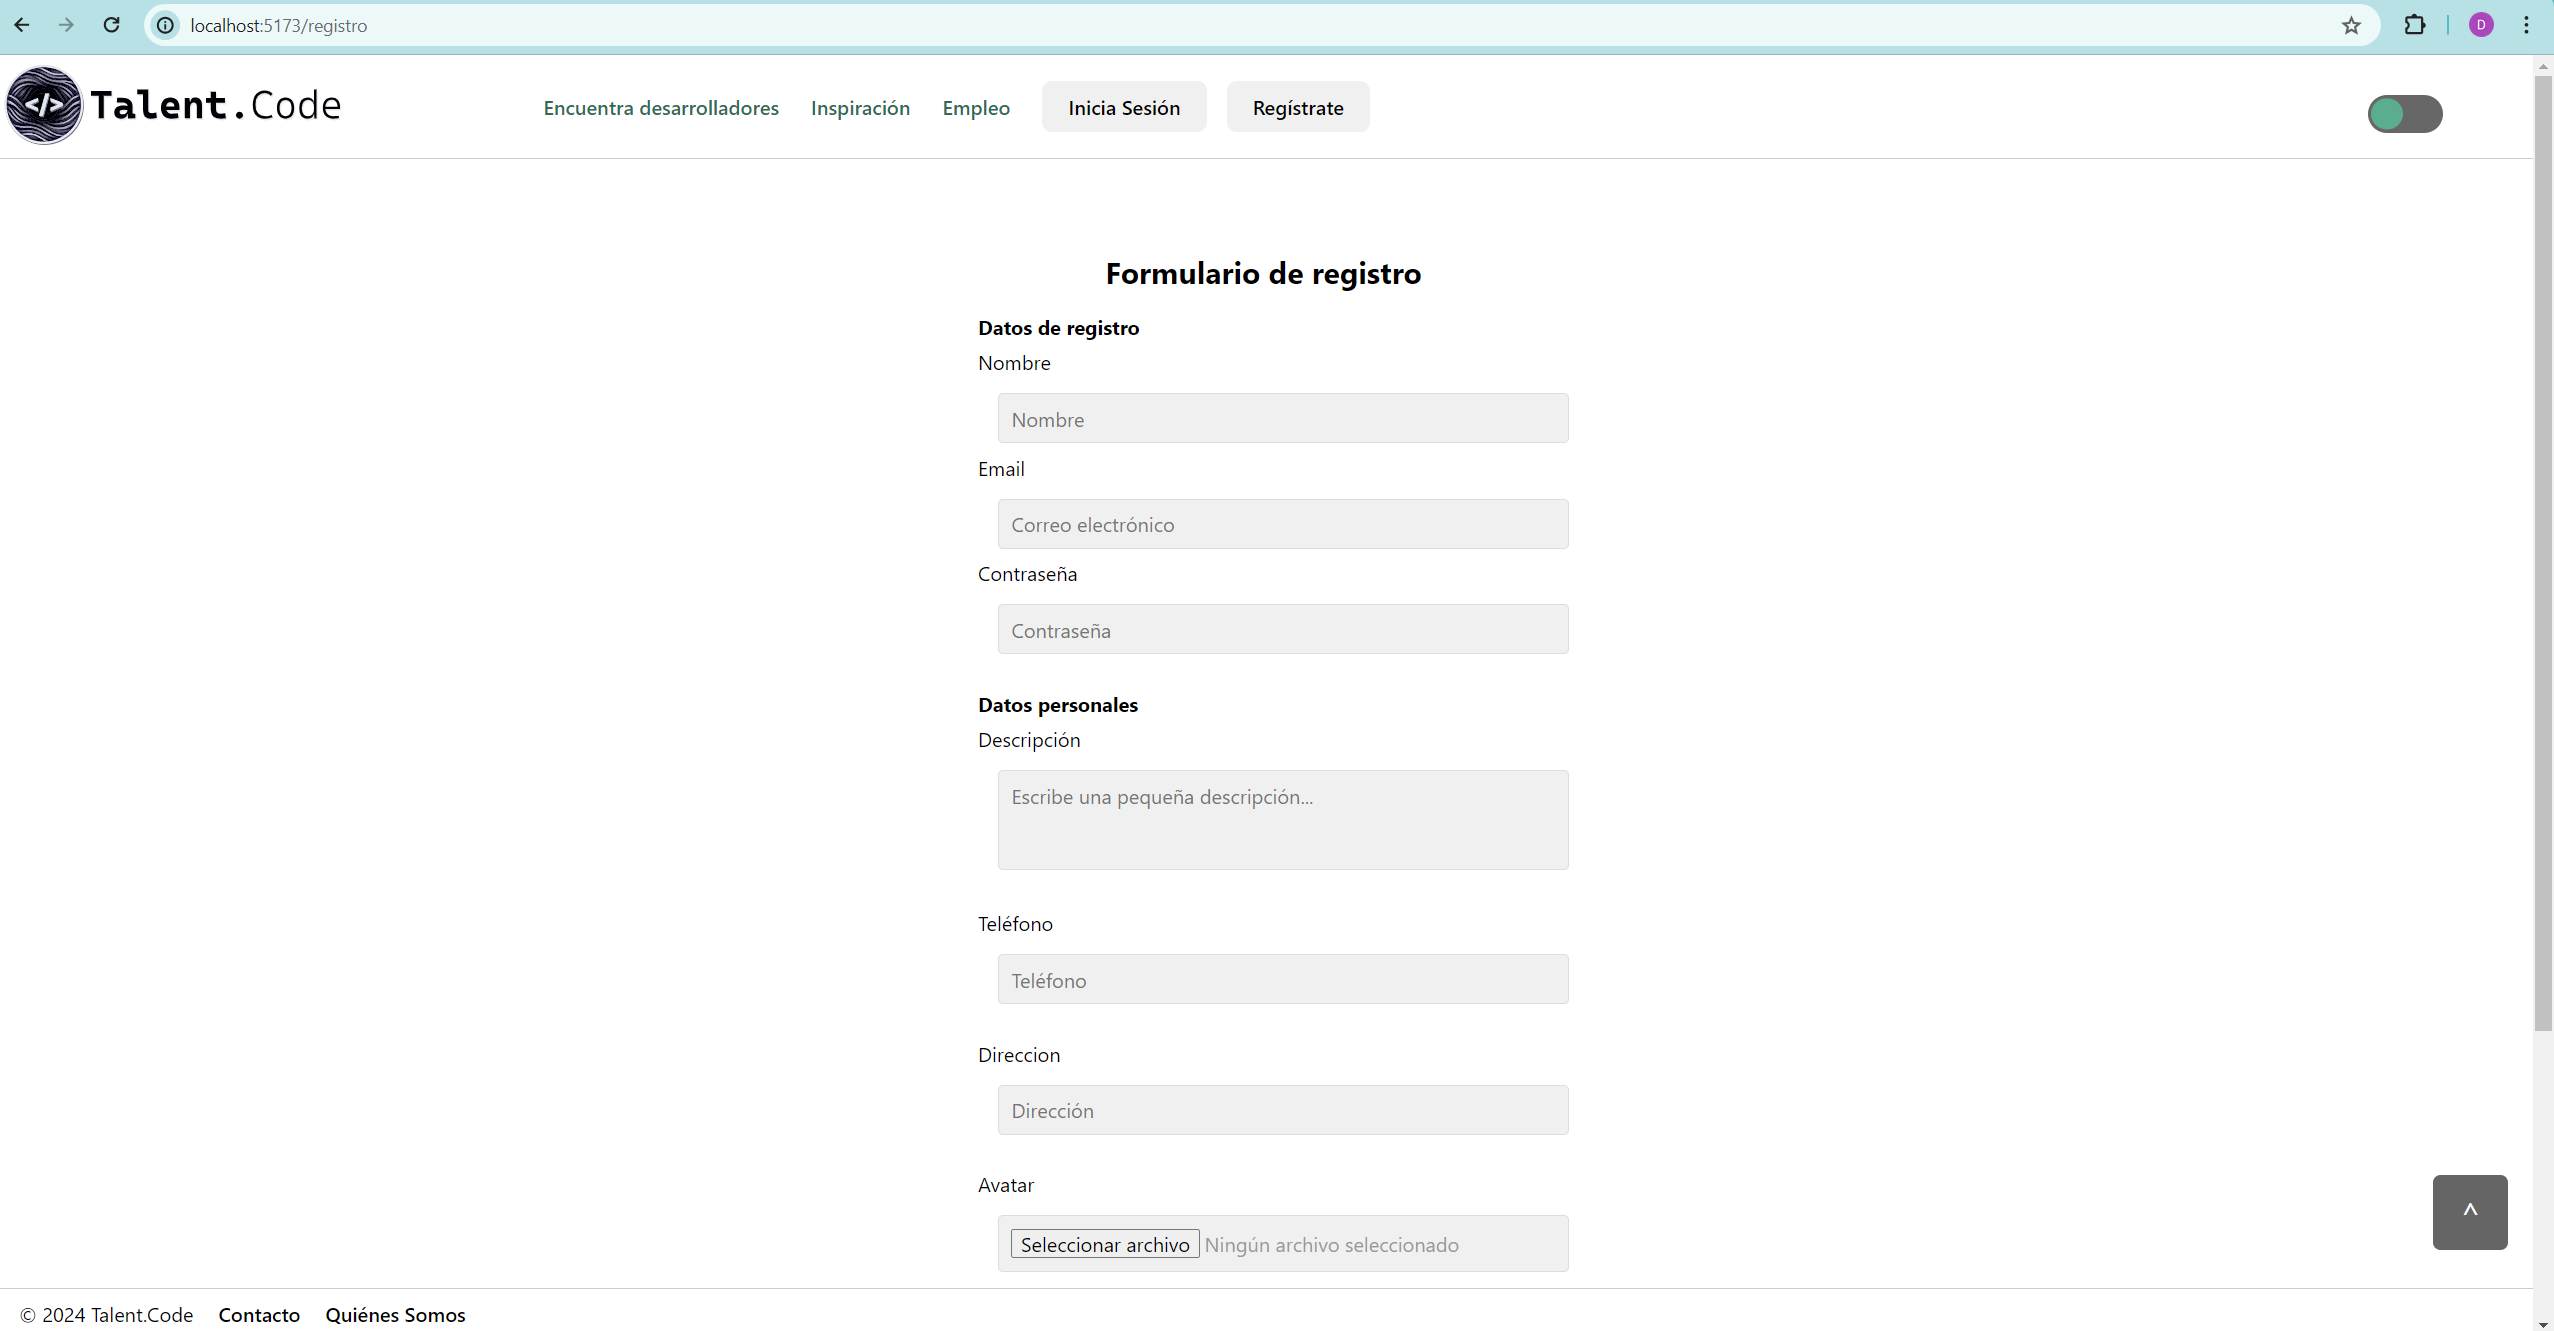 localhost:5173/registro
D
</> Talent.Code
Encuentra desarrolladores Inspiración Empleo Inicia Sesión Regístrate
Formulario de registro
Datos de registro
Nombre
Nombre
Email
Correo electrónico
Contraseña
Contraseña
Datos personales
Descripción
Escribe una pequeña descripción...
Teléfono
Teléfono
Direccion
Dirección
Avatar
Seleccionar archivo Ningún archivo seleccionado
^
© 2024 Talent.Code Contacto Quiénes Somos